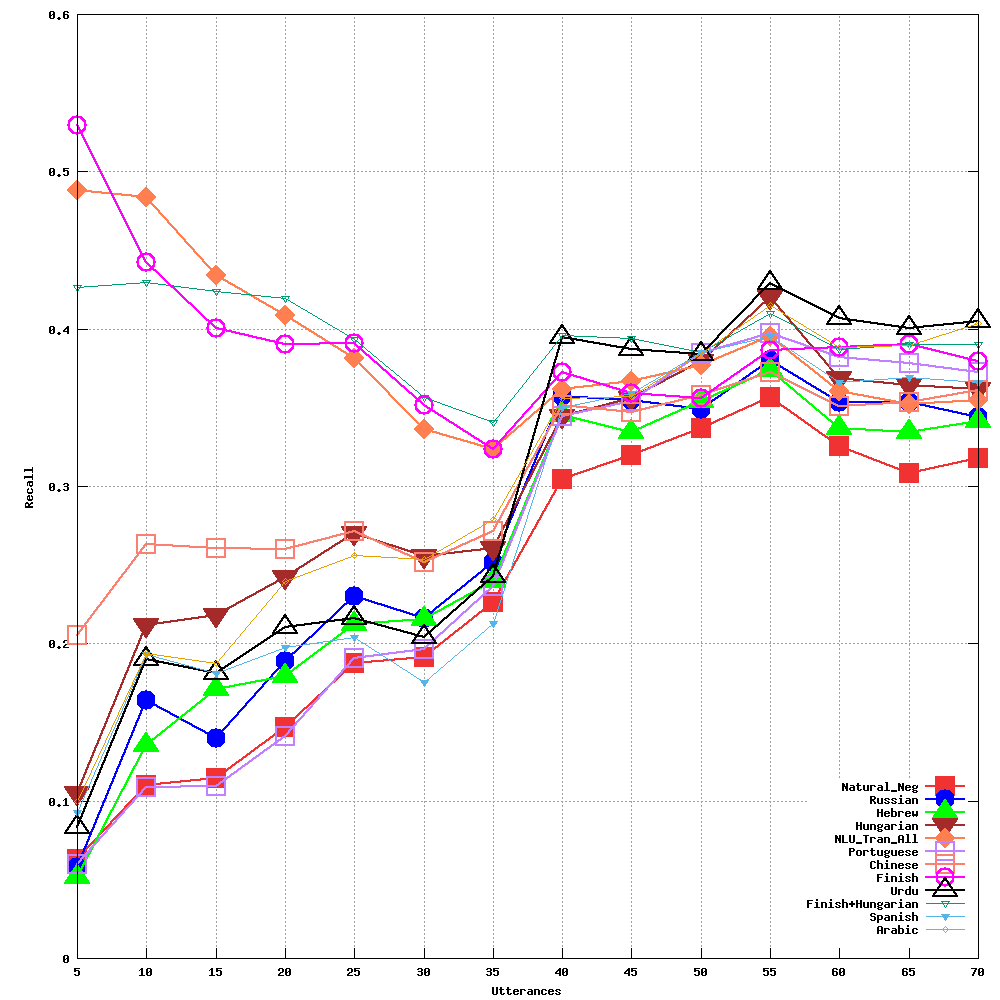 0.6
0.5
0.4
0.3
0.2
0.1
0
Recall
5 10 15 20 25 30 35 40 45 50 55 60 65 70
Utterances
Natural_Neg
Russian
Hebrew
Hungarian
NLU_Tran_All
Portuguese
Chinese
Finish
Urdu
Finish+Hungarian
Spanish
Arabic